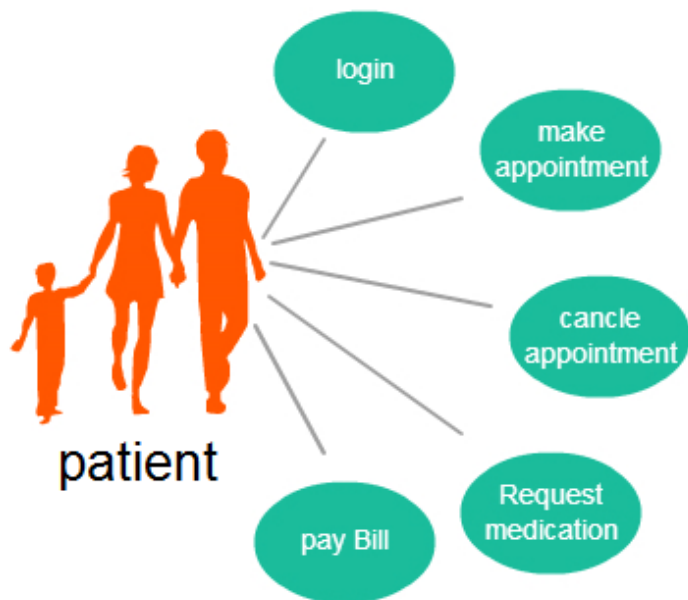 login
make
appointment
cancle
appointment
Request
medication
pay Bill
patient